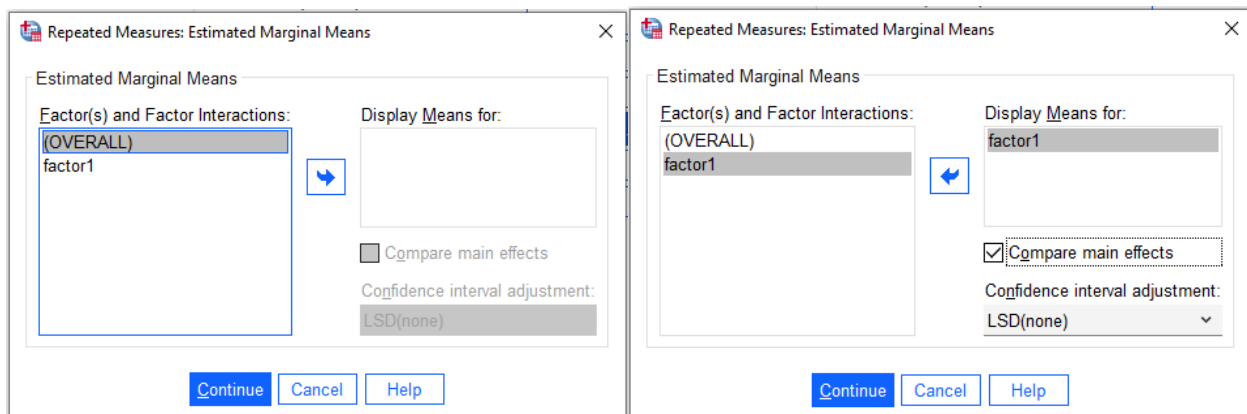 Repeated Measures: Estimated Marginal Means
Estimated Marginal Means
Factor(s) and Factor Interactions:
(OVERALL)
factor1
Display Means for:
Compare main effects
Confidence interval adjustment:
LSD(none)
Continue
Cancel
Help
Repeated Measures: Estimated Marginal Means
Estimated Marginal Means
Factor(s) and Factor Interactions:
(OVERALL)
factor1
Display Means for:
factor1
Compare main effects
Confidence interval adjustment:
LSD(none)
Continue
Cancel
Help